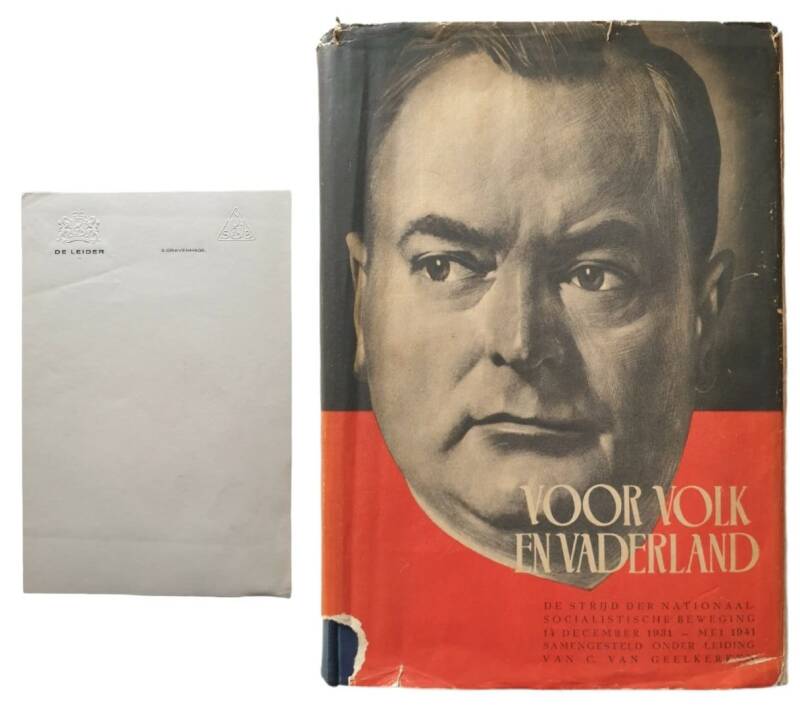 DE LEIDER
S GRAVENHAGE,
VOOR VOLK
EN VADERLAND
DE STRIJD DER NATIONAAL
SOCIALISTISCHE BEWEGING
14 DECEMBER 1931 – MEI 1941
SAMENGESTELD ONDER LEIDING
VAN C. VAN GEELKERKEN